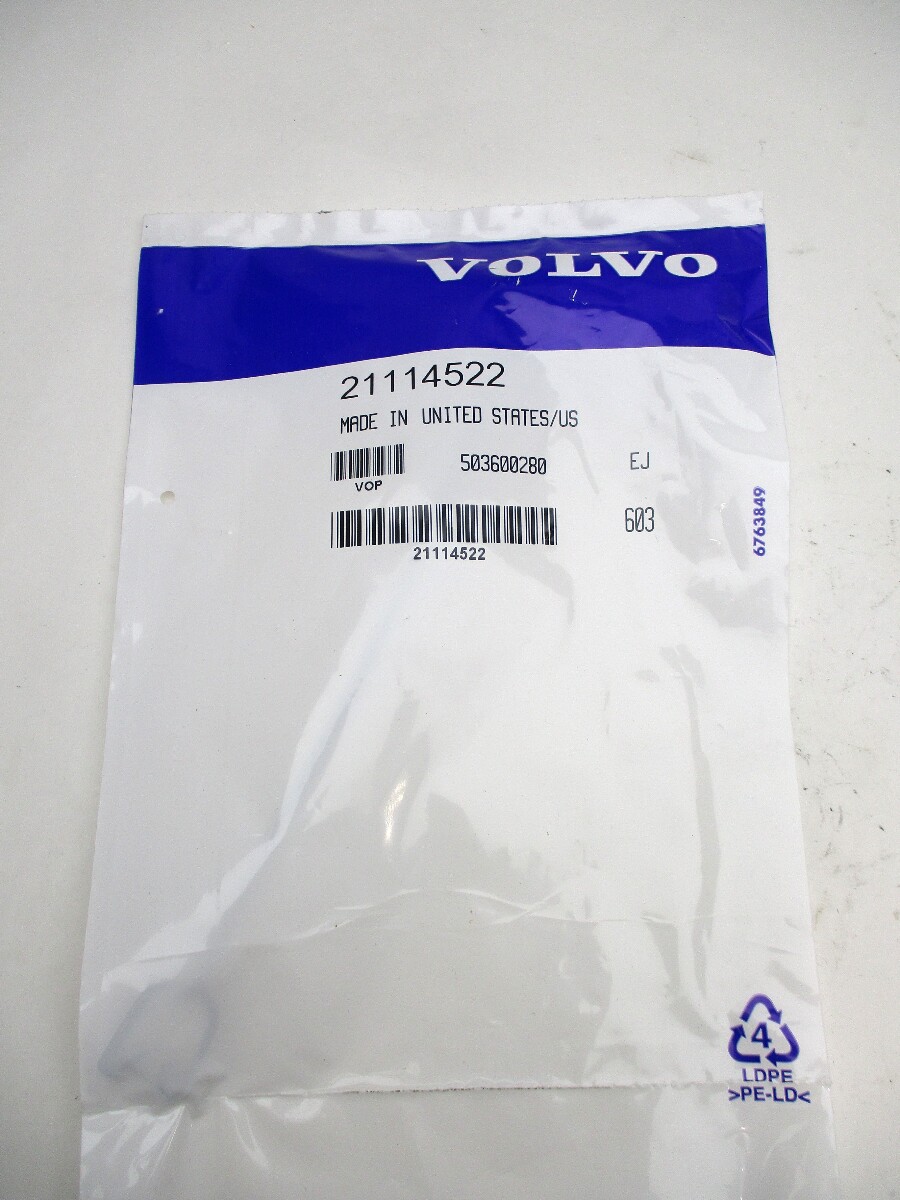 VOLVO
21114522
MADE IN UNITED STATES/US
503600280 EJ
VOP
603
21114522
6763849
4
LDPE
>PE-LD<